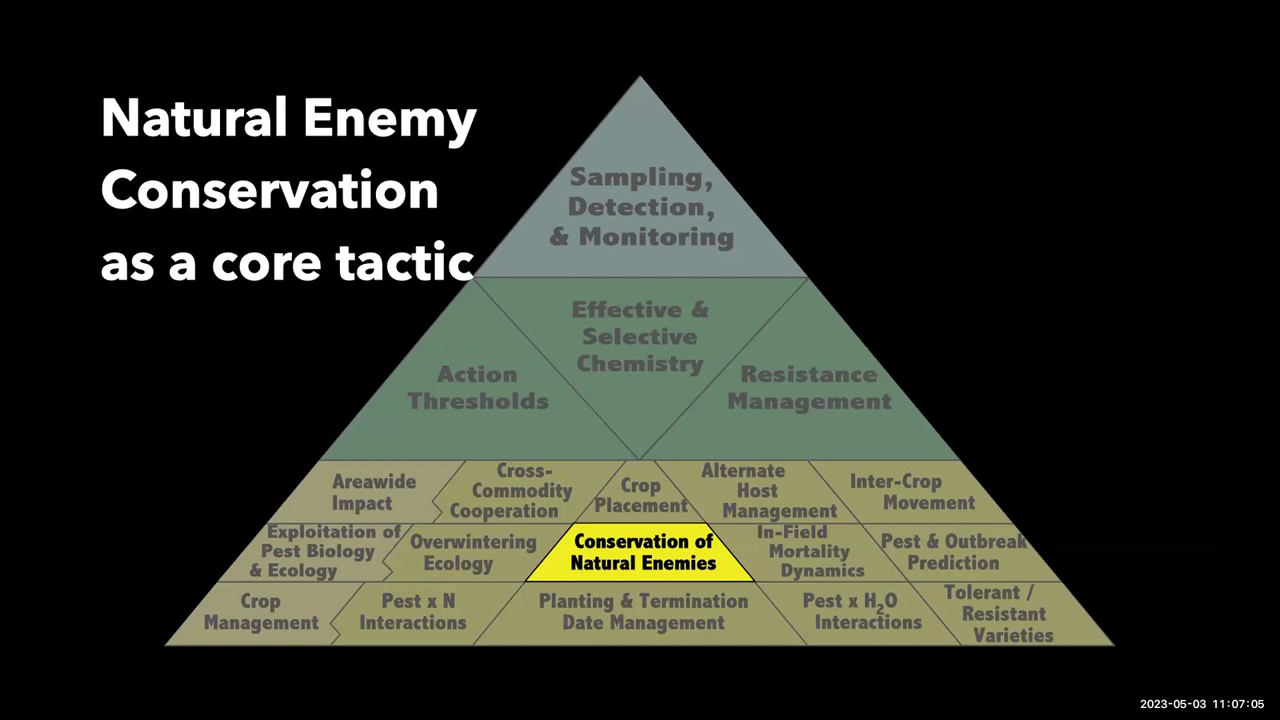 Natural Enemy
Conservation
as a core tactic
Sampling,
Detection,
& Monitoring
Effective &
Selective
Chemistry
Action
Thresholds
Resistance
Management
Areawide
Impact
Cross-
Commodity
Cooperation
Crop
Placement
Alternate
Host
Management
Inter-Crop
Movement
Exploitation of
Pest Biology
& Ecology
Overwintering
Ecology
Conservation of
Natural Enemies
In-Field
Mortality
Dynamics
Pest & Outbreak
Prediction
Crop
Management
Pest x N
Interactions
Planting & Termination
Date Management
Pest x H2O
Interactions
Tolerant /
Resistant
Varieties
2023-05-03 11:07:05